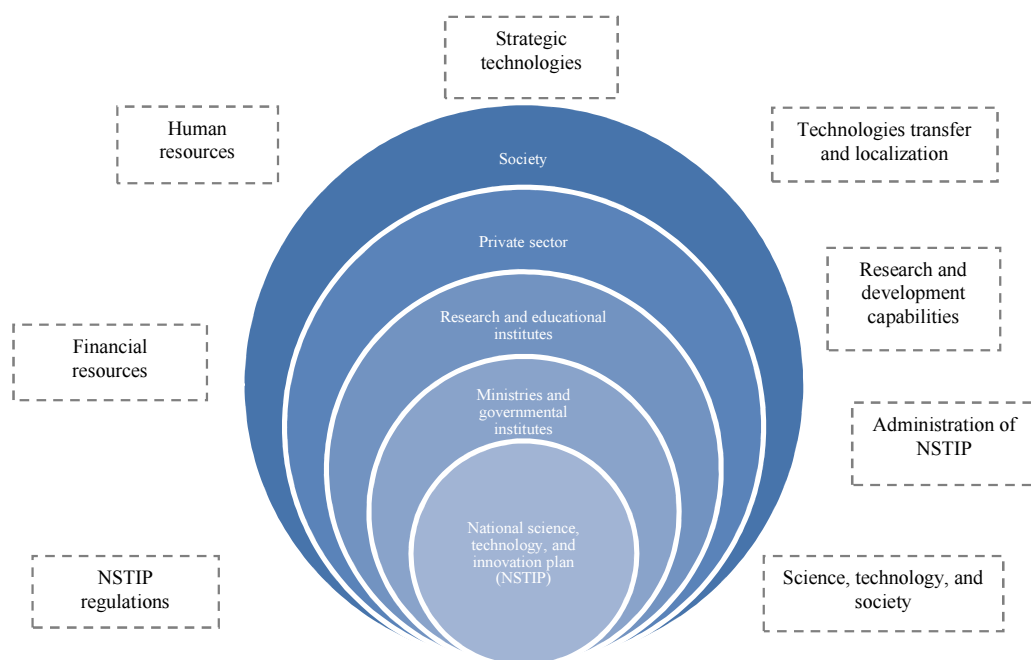 Strategic
technologies
Human
resources
Technologies transfer
and localization
Society
Private sector
Research and
development
capabilities
Research and educational
institutes
Financial
resources
Ministries and
governmental
institutes
Administration of
NSTIP
National science,
technology, and
innovation plan
(NSTIP)
NSTIP
regulations
Science, technology, and
society